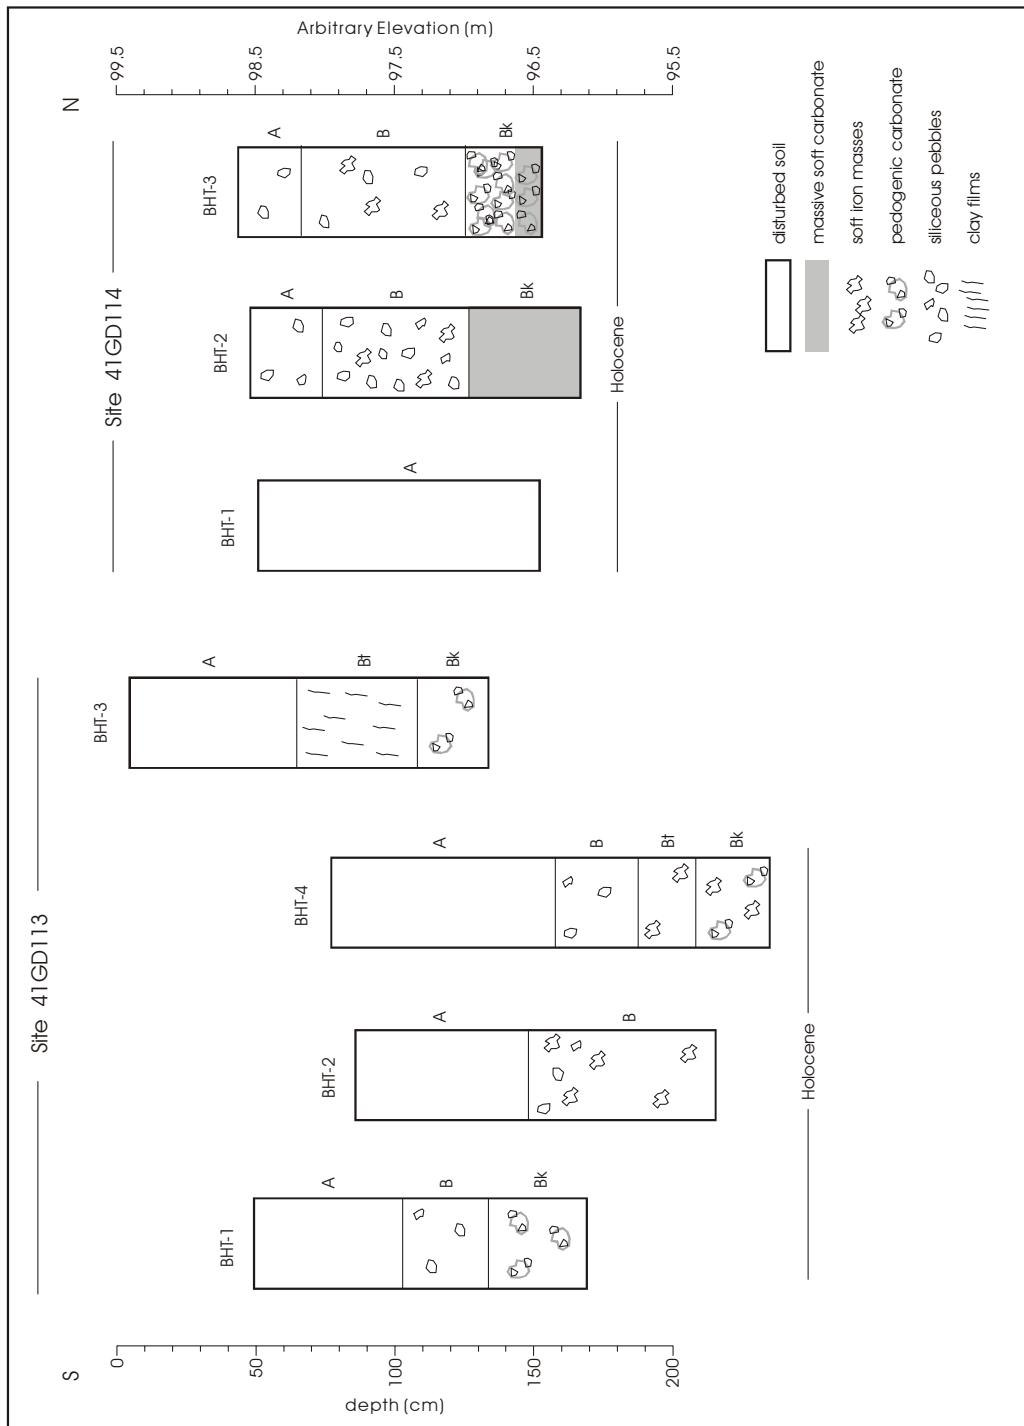 S
N
Site 41GD113
Site 41GD114
0
50
100
150
200
depth (cm)
99.5
98.5
97.5
96.5
95.5
Arbitrary Elevation (m)
BHT-1
A
B
Bk
BHT-2
A
B
BHT-4
A
B
Bt
Bk
BHT-3
A
Bt
Bk
BHT-1
A
BHT-2
A
B
Bk
BHT-3
A
B
Bk
Holocene
Holocene
disturbed soil
massive soft carbonate
soft iron masses
pedogenic carbonate
siliceous pebbles
clay films